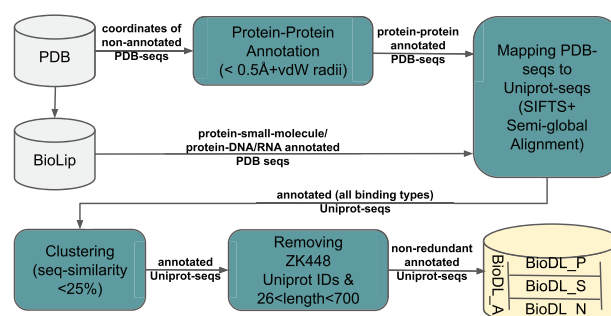 PDB
coordinates of
non-annotated
PDB-seqs
Protein-Protein
Annotation
(< 0.5Å+vdW radii)
protein-protein
annotated
PDB-seqs
Mapping PDB-
seqs to
Uniprot-seqs
(SIFTS+
Semi-global
Alignment)
BioLip
protein-small-molecule/
protein-DNA/RNA annotated
PDB seqs
annotated (all binding types)
Uniprot-seqs
Clustering
(seq-similarity
<25%)
annotated
Uniprot-seqs
Removing
ZK448
Uniprot IDs &
26<length<700
non-redundant
annotated
Uniprot-seqs
BioDL_A
BioDL_P
BioDL_S
BioDL_N